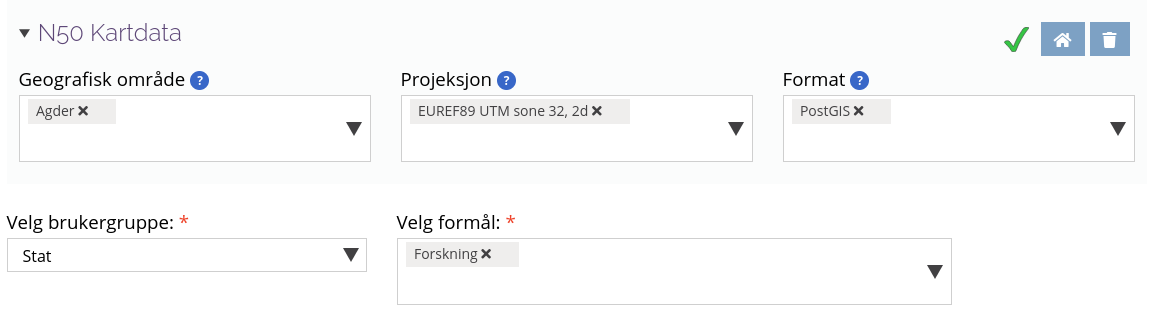 N50 Kartdata
Geografisk område ? Projeksjon ? Format ?
Agder EUREF89 UTM sone 32, 2d PostGIS
Velg brukergruppe: * Velg formål: *
Stat Forskning